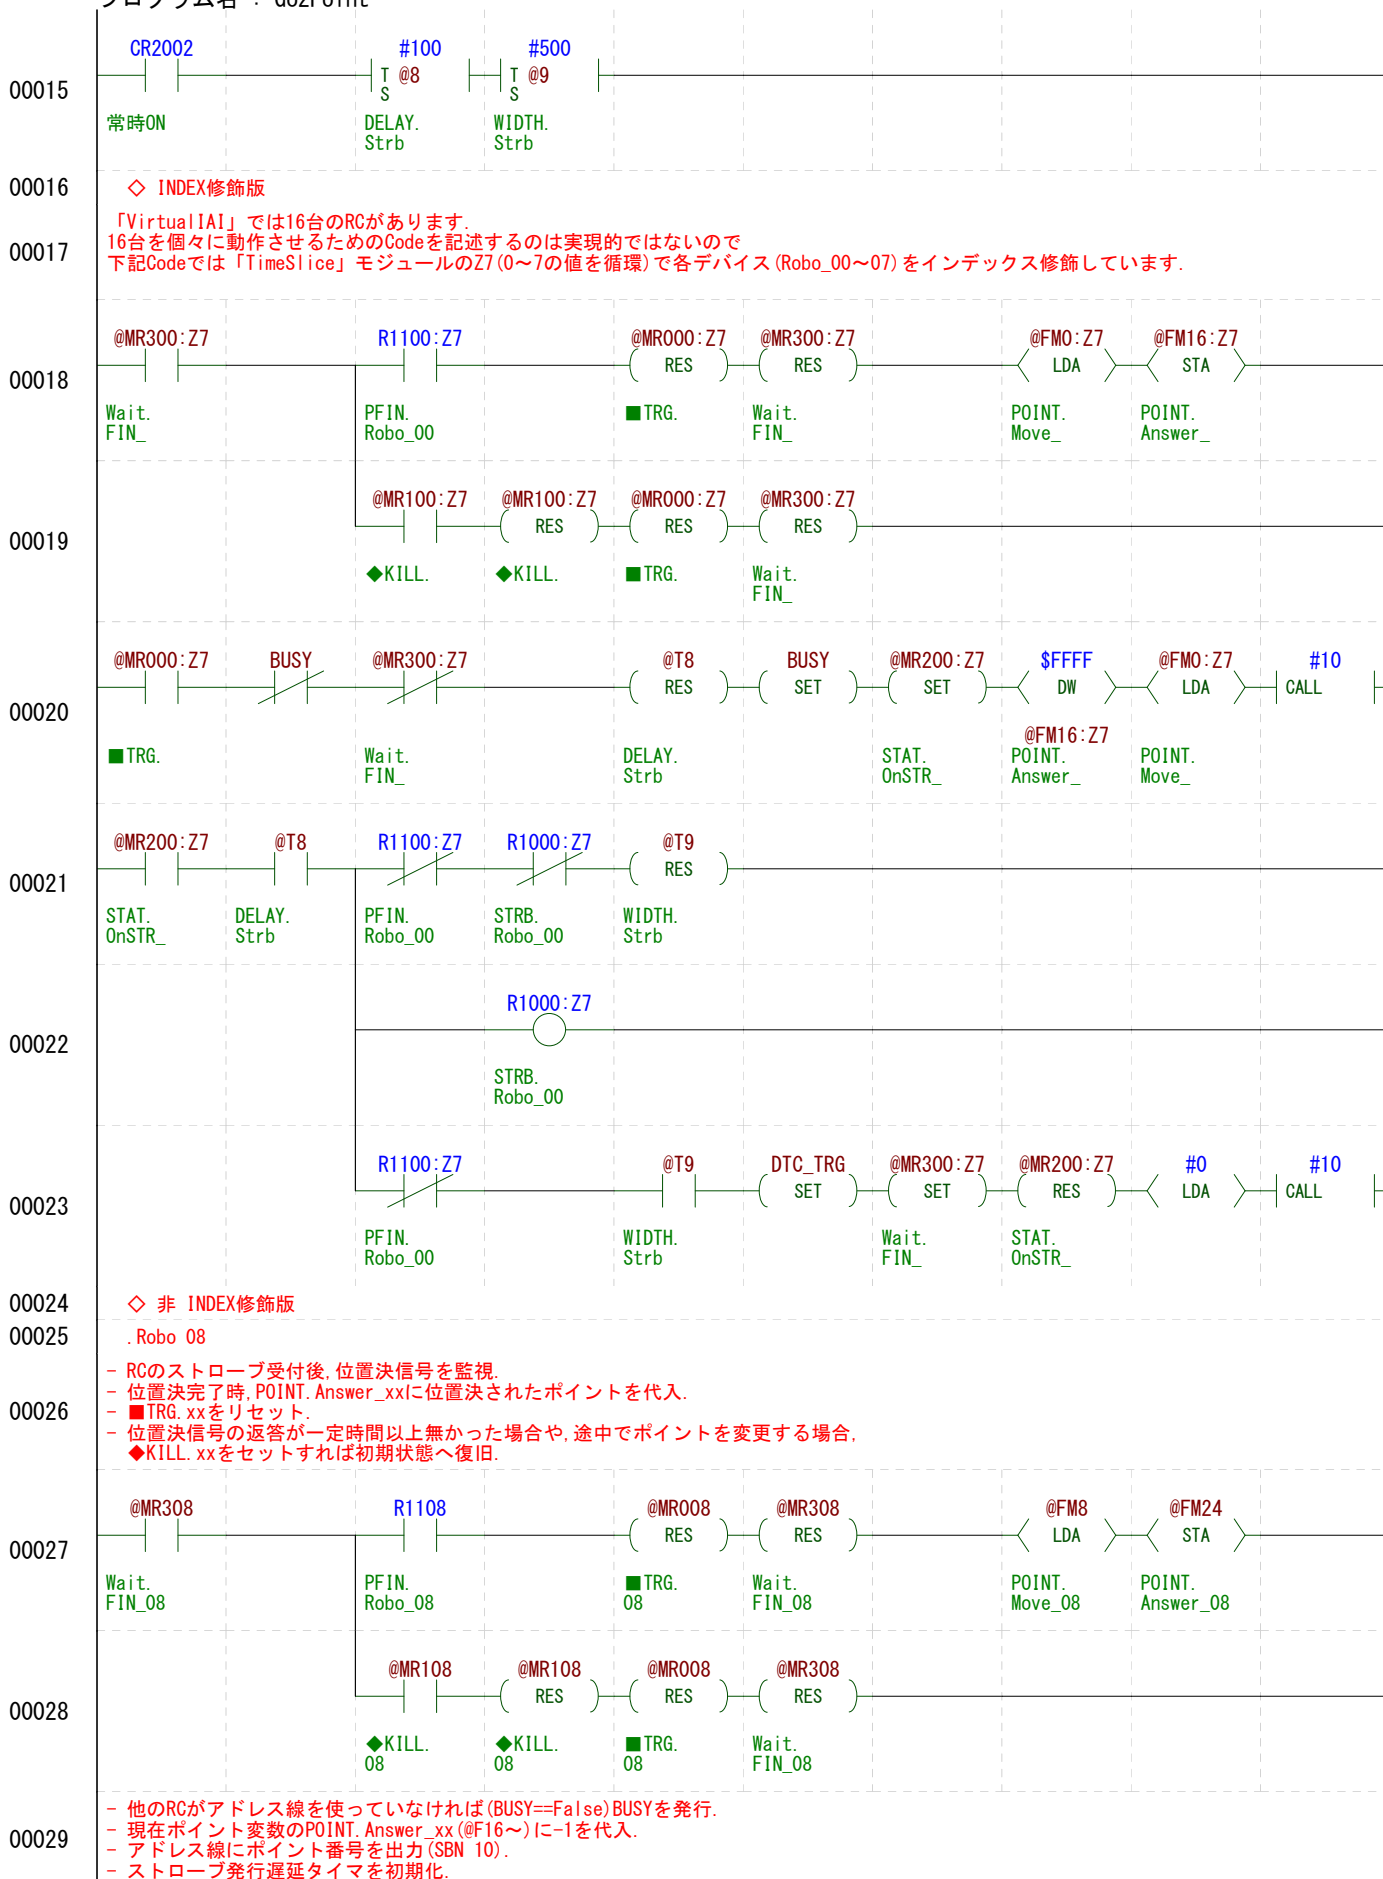 CR2002 #100 #500
00015 T @8 T @9
S S
常時ON DELAY. WIDTH.
Strb Strb
00016 ◇ INDEX修飾版
「VirtualIAI」では16台のRCがあります.
00017 16台を個々に動作させるためのCodeを記述するのは実現的ではないので
下記Codeでは「TimeSlice」モジュールのZ7(0～7の値を循環)で各デバイス(Robo_00～07)をインデックス修飾しています.
@MR300:Z7 R1100:Z7 @MR000:Z7 @MR300:Z7 @FM0:Z7 @FM16:Z7
00018 RES RES LDA STA
Wait. PFIN. ■TRG. Wait. POINT. POINT.
FIN_ Robo_00 FIN_ Move_ Answer_
@MR100:Z7 @MR100:Z7 @MR000:Z7 @MR300:Z7
00019 RES RES RES
◆KILL. ◆KILL. ■TRG. Wait.
FIN_
@MR000:Z7 BUSY @MR300:Z7 @T8 BUSY @MR200:Z7 $FFFF @FM0:Z7 #10
00020 RES SET SET DW LDA CALL
@FM16:Z7
■TRG. Wait. DELAY. STAT. POINT. POINT.
FIN_ Strb OnSTR_ Answer_ Move_
@MR200:Z7 @T8 R1100:Z7 R1000:Z7 @T9
00021 RES
STAT. DELAY. PFIN. STRB. WIDTH.
OnSTR_ Strb Robo_00 Robo_00 Strb
R1000:Z7
00022
STRB.
Robo_00
R1100:Z7 @T9 DTC_TRG @MR300:Z7 @MR200:Z7 #0 #10
00023 SET SET RES LDA CALL
PFIN. WIDTH. Wait. STAT.
Robo_00 Strb FIN_ OnSTR_
00024 ◇ 非 INDEX修飾版
00025 .Robo 08
- RCのストローブ受付後,位置決信号を監視.
- 位置決完了時,POINT.Answer_xxに位置決されたポイントを代入.
00026 - ■TRG.xxをリセット.
- 位置決信号の返答が一定時間以上無かった場合や,途中でポイントを変更する場合,
◆KILL.xxをセットすれば初期状態へ復旧.
@MR308 R1108 @MR008 @MR308 @FM8 @FM24
00027 RES RES LDA STA
Wait. PFIN. ■TRG. Wait. POINT. POINT.
FIN_08 Robo_08 08 FIN_08 Move_08 Answer_08
@MR108 @MR108 @MR008 @MR308
00028 RES RES RES
◆KILL. ◆KILL. ■TRG. Wait.
08 08 08 FIN_08
- 他のRCがアドレス線を使っていなければ(BUSY==False)BUSYを発行.
00029 - 現在ポイント変数のPOINT.Answer_xx(@F16～)に-1を代入.
- アドレス線にポイント番号を出力(SBN 10).
- ストローブ発行遅延タイマを初期化.